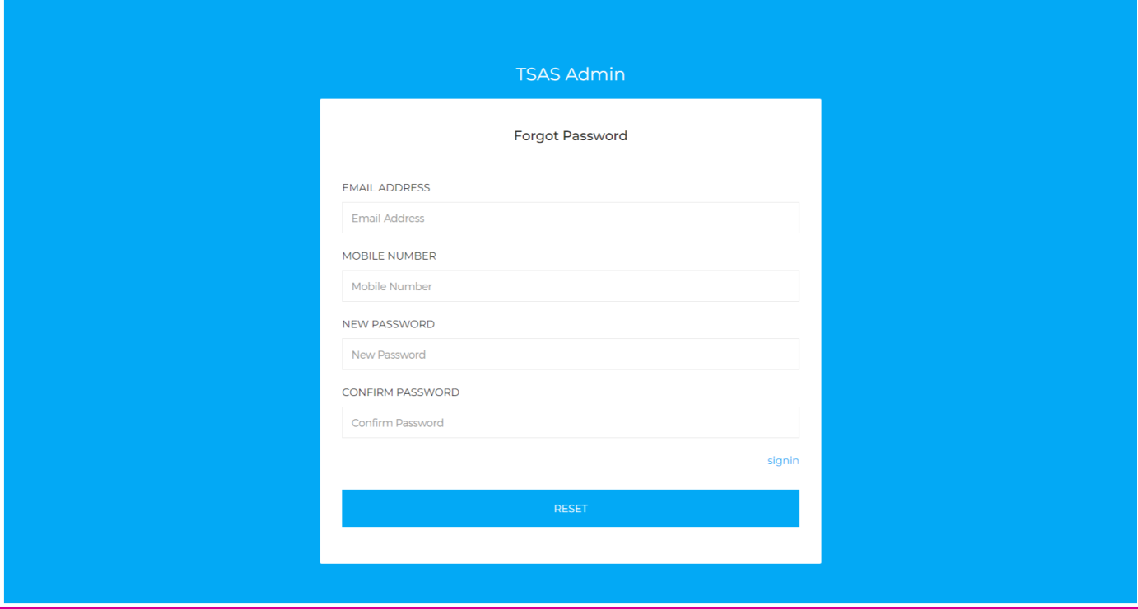 TSAS Admin
Forgot Password
EMAIL ADDRESS
Email Address
MOBILE NUMBER
Mobile Number
NEW PASSWORD
New Password
CONFIRM PASSWORD
Confirm Password
signin
RESET